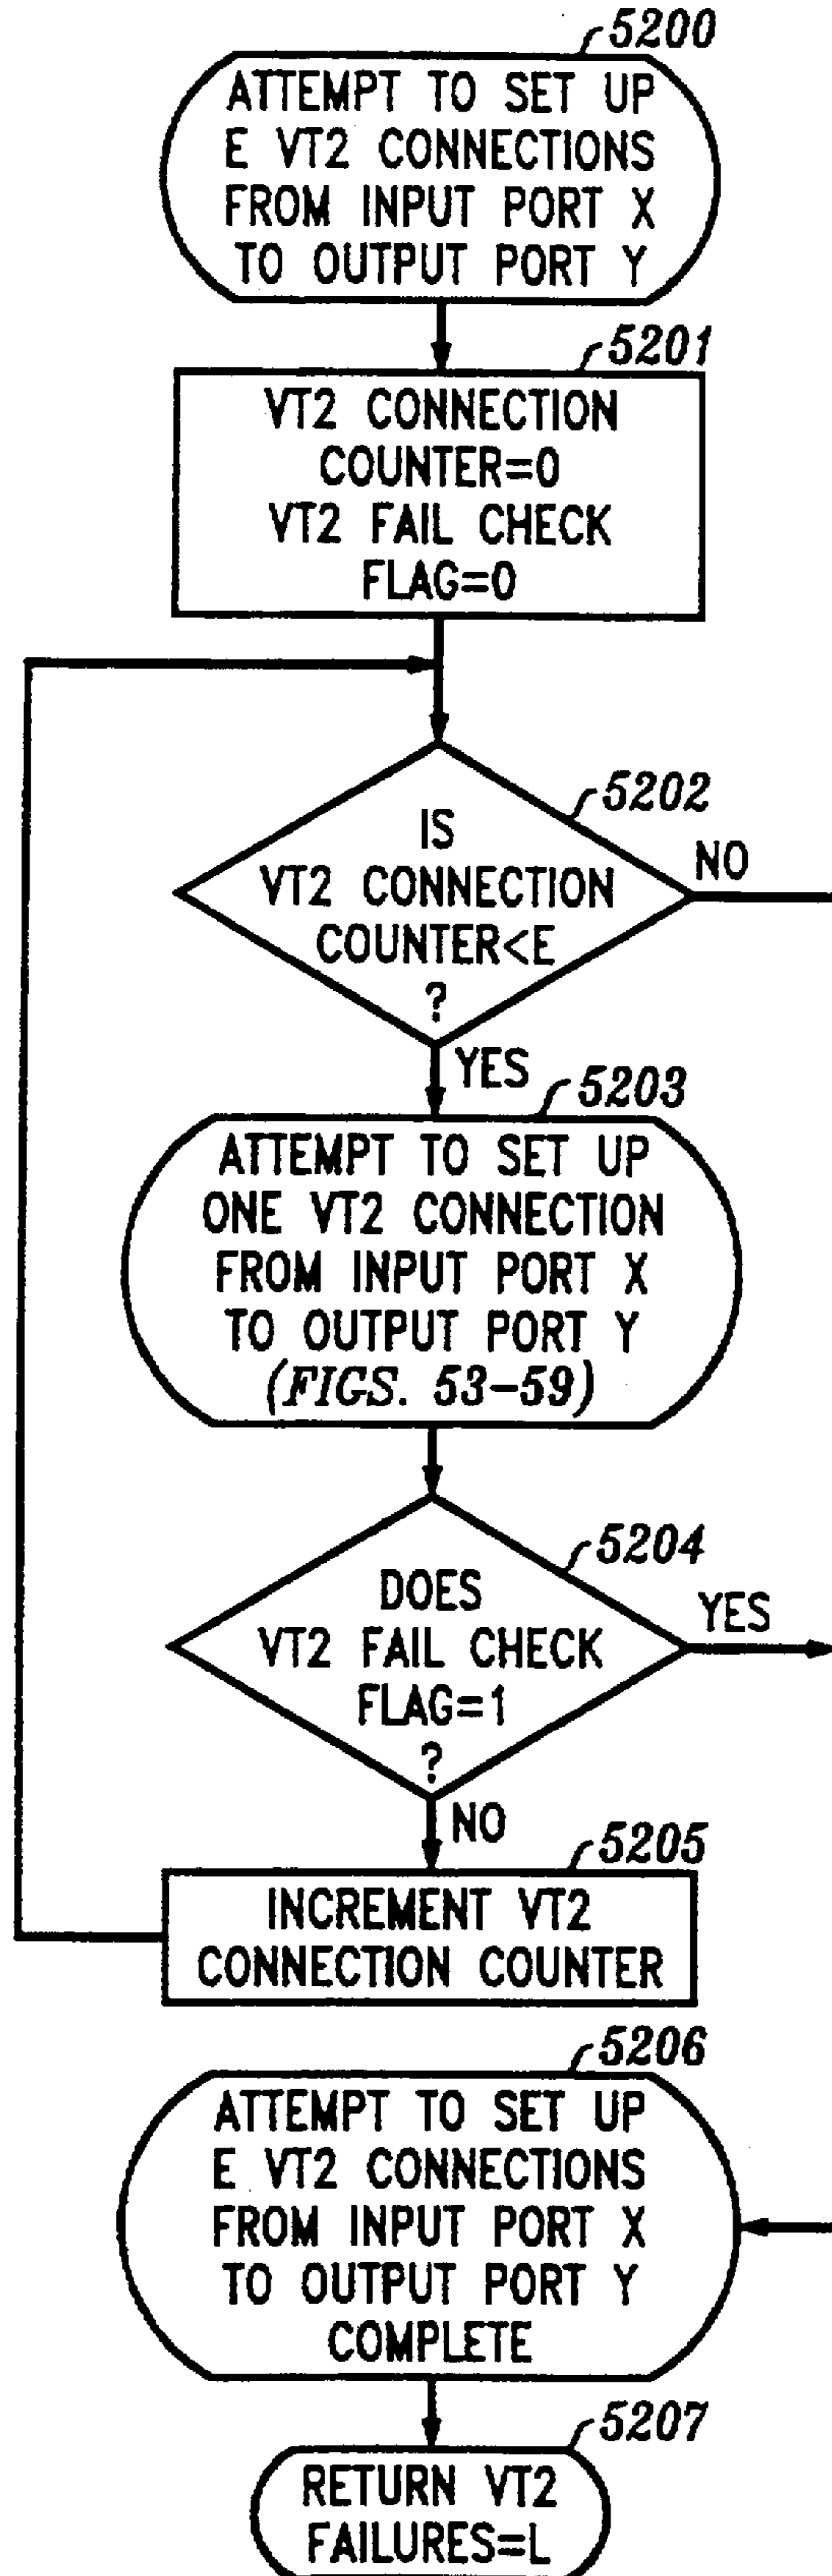 5200
ATTEMPT TO SET UP
E VT2 CONNECTIONS
FROM INPUT PORT X
TO OUTPUT PORT Y
5201
VT2 CONNECTION
COUNTER=0
VT2 FAIL CHECK
FLAG=0
5202
IS
VT2 CONNECTION
COUNTER<E
?
NO
YES
5203
ATTEMPT TO SET UP
ONE VT2 CONNECTION
FROM INPUT PORT X
TO OUTPUT PORT Y
(FIGS. 53-59)
5204
DOES
VT2 FAIL CHECK
FLAG=1
?
YES
NO
5205
INCREMENT VT2
CONNECTION COUNTER
5206
ATTEMPT TO SET UP
E VT2 CONNECTIONS
FROM INPUT PORT X
TO OUTPUT PORT Y
COMPLETE
5207
RETURN VT2
FAILURES=L